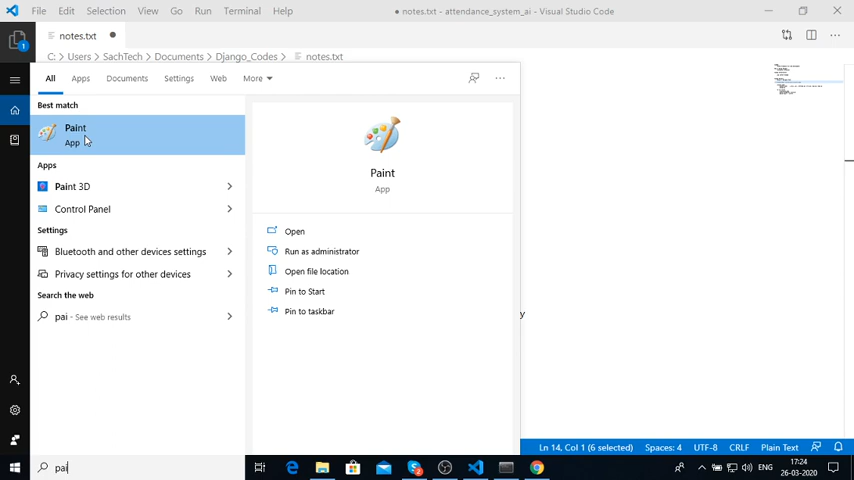 File Edit Selection View Go Run Terminal Help ● notes.txt - attendance_system_ai - Visual Studio Code
notes.txt ●
C: > Users > SachTech > Documents > Django_Codes > notes.txt
1
All Apps Documents Settings Web More
Best match
Paint
App
Apps
Paint 3D
Control Panel
Settings
Bluetooth and other devices settings
Privacy settings for other devices
Search the web
pai - See web results
Paint
App
Open
Run as administrator
Open file location
Pin to Start
Pin to taskbar
y
Ln 14, Col 1 (6 selected) Spaces: 4 UTF-8 CRLF Plain Text
pai
2
ENG
17:24
26-03-2020